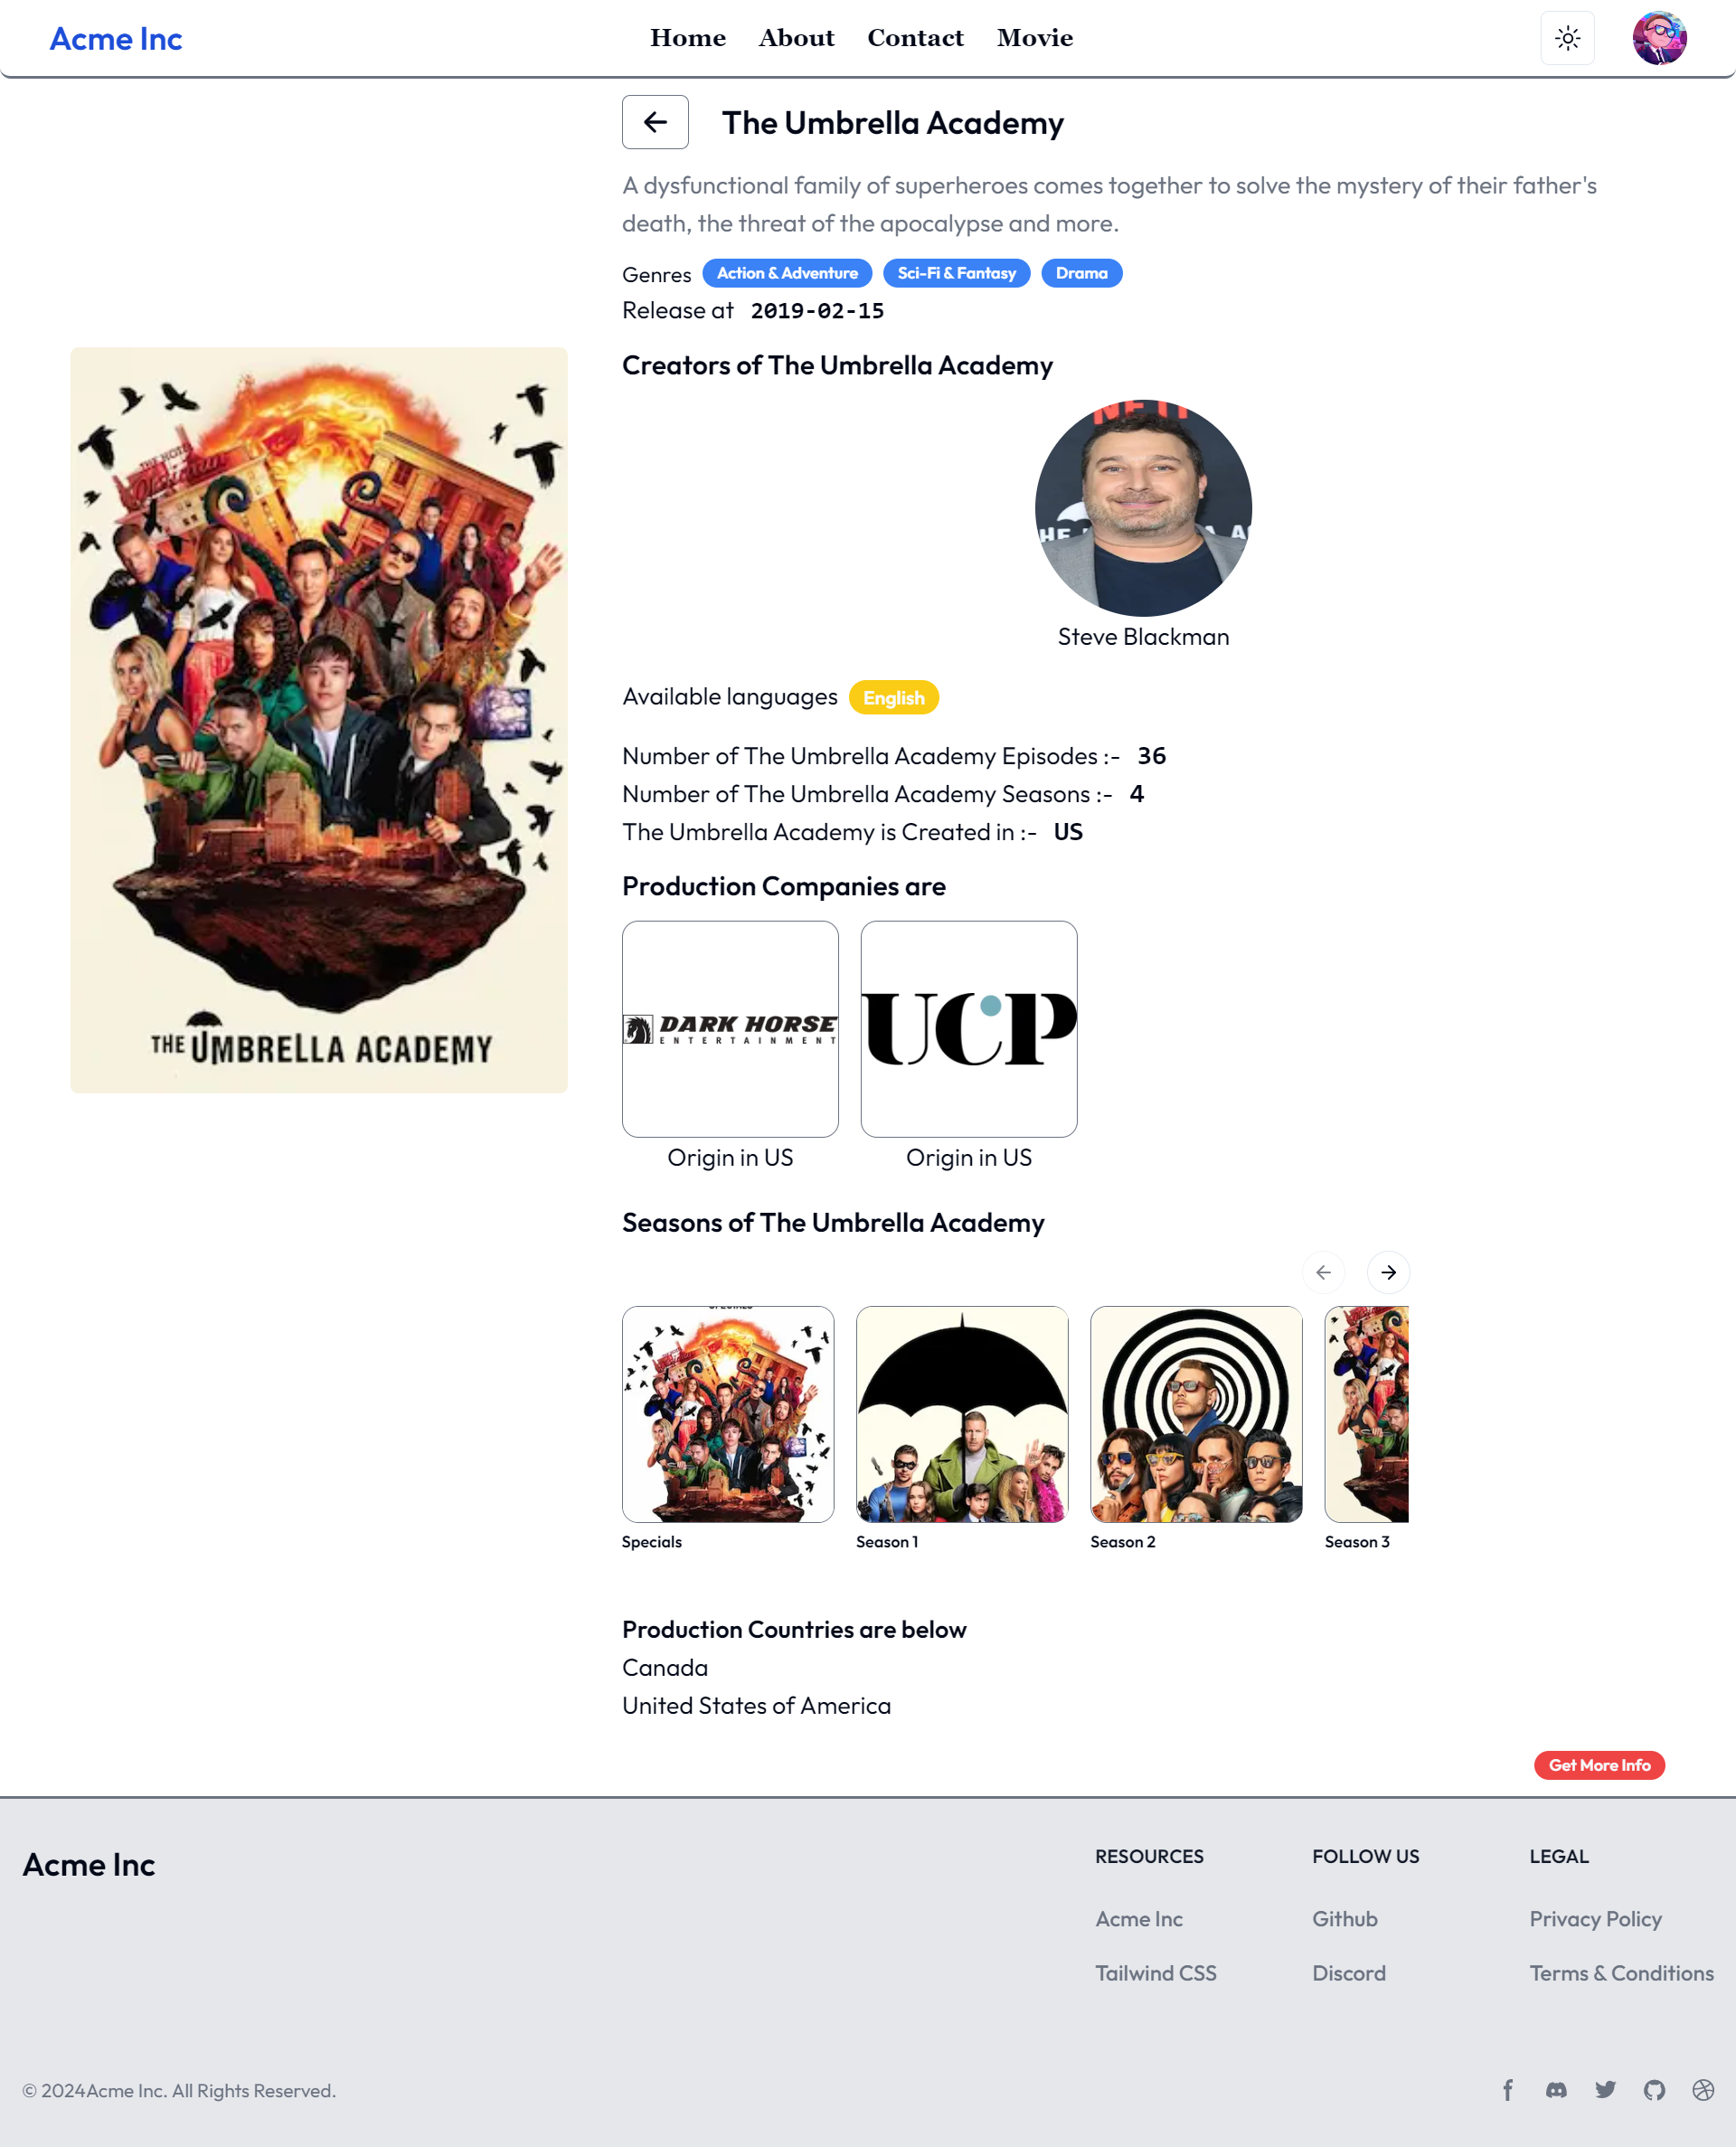 Acme Inc
Home About Contact Movie
The Umbrella Academy
A dysfunctional family of superheroes comes together to solve the mystery of their father's
death, the threat of the apocalypse and more.
Genres Action & Adventure Sci-Fi & Fantasy Drama
Release at 2019-02-15
THE HOTEL
THE UMBRELLA ACADEMY
Creators of The Umbrella Academy
Steve Blackman
Available languages English
Number of The Umbrella Academy Episodes :- 36
Number of The Umbrella Academy Seasons :- 4
The Umbrella Academy is Created in :- US
Production Companies are
DARK HORSE
ENTERTAINMENT
UCP
Origin in US Origin in US
Seasons of The Umbrella Academy
Specials Season 1 Season 2 Season 3
Production Countries are below
Canada
United States of America
Get More Info
Acme Inc
RESOURCES FOLLOW US LEGAL
Acme Inc Github Privacy Policy
Tailwind CSS Discord Terms & Conditions
© 2024Acme Inc. All Rights Reserved.